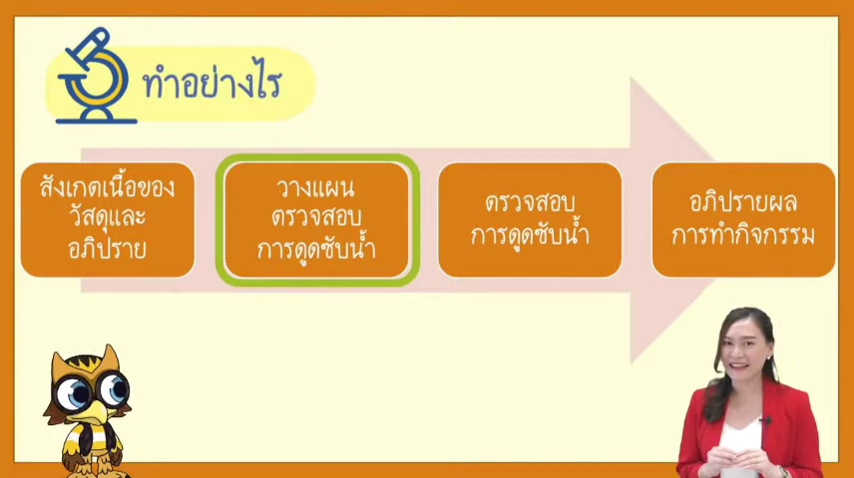 ทำอย่างไร
สังเกตเนื้อของ
วัสดุและ
อภิปราย
วางแผน
ตรวจสอบ
การดูดซับน้ำ
ตรวจสอบ
การดูดซับน้ำ
อภิปรายผล
การทำกิจกรรม